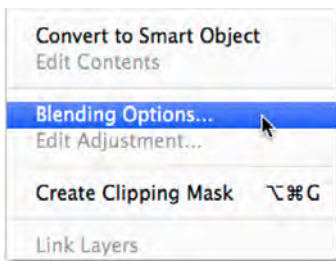 Convert to Smart Object
Edit Contents
Blending Options...
Edit Adjustment...
Create Clipping Mask ⌥⌘G
Link Layers